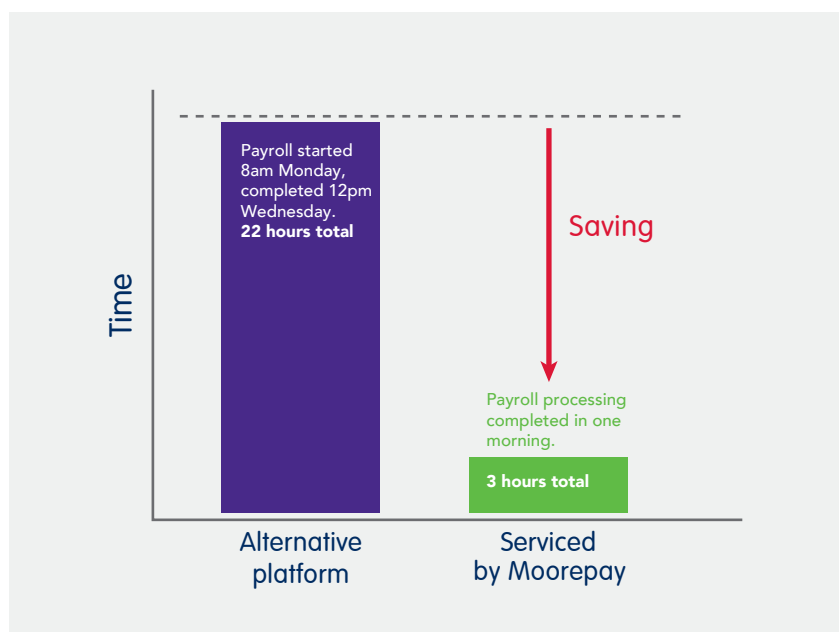 Payroll started
8am Monday,
completed 12pm
Wednesday.
22 hours total
Saving
Time
Payroll processing
completed in one
morning.
3 hours total
Alternative
platform
Serviced
by Moorepay